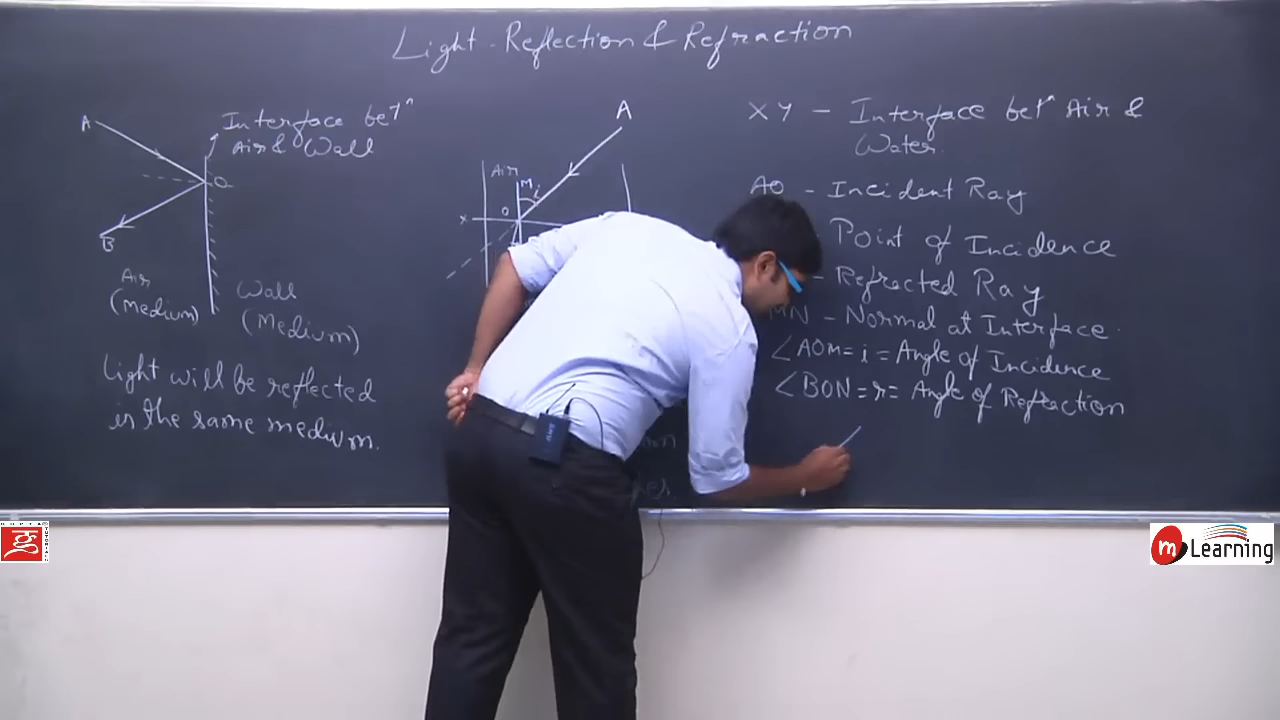 Light - Reflection & Refraction
A
Interface betⁿ
Air & Wall
O
B
Air
(Medium)
Wall
(Medium)
Light will be reflected
in the same medium.
A
Air
M
i
X
O
XY - Interface betⁿ Air &
Water.
AO - Incident Ray
Point of Incidence
- Refracted Ray
MN - Normal at Interface.
∠AOM = i = Angle of Incidence
∠BON = r = Angle of Refraction
GUPTA
TUTORIALS
g
m Learning